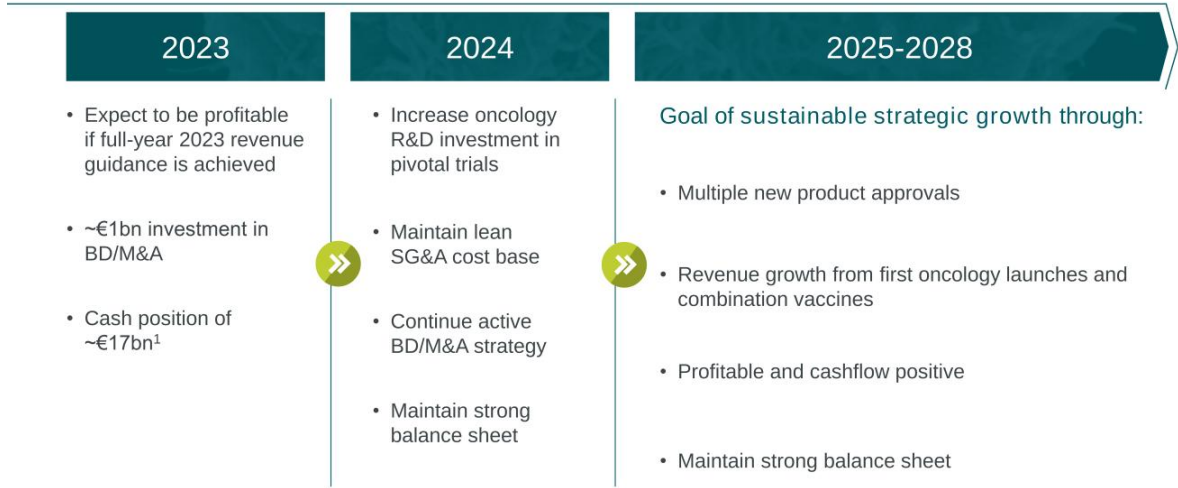 2023
• Expect to be profitable
if full-year 2023 revenue
guidance is achieved
• ~€1bn investment in
BD/M&A
• Cash position of
~€17bn¹
2024
• Increase oncology
R&D investment in
pivotal trials
• Maintain lean
SG&A cost base
• Continue active
BD/M&A strategy
• Maintain strong
balance sheet
2025-2028
Goal of sustainable strategic growth through:
• Multiple new product approvals
• Revenue growth from first oncology launches and
combination vaccines
• Profitable and cashflow positive
• Maintain strong balance sheet